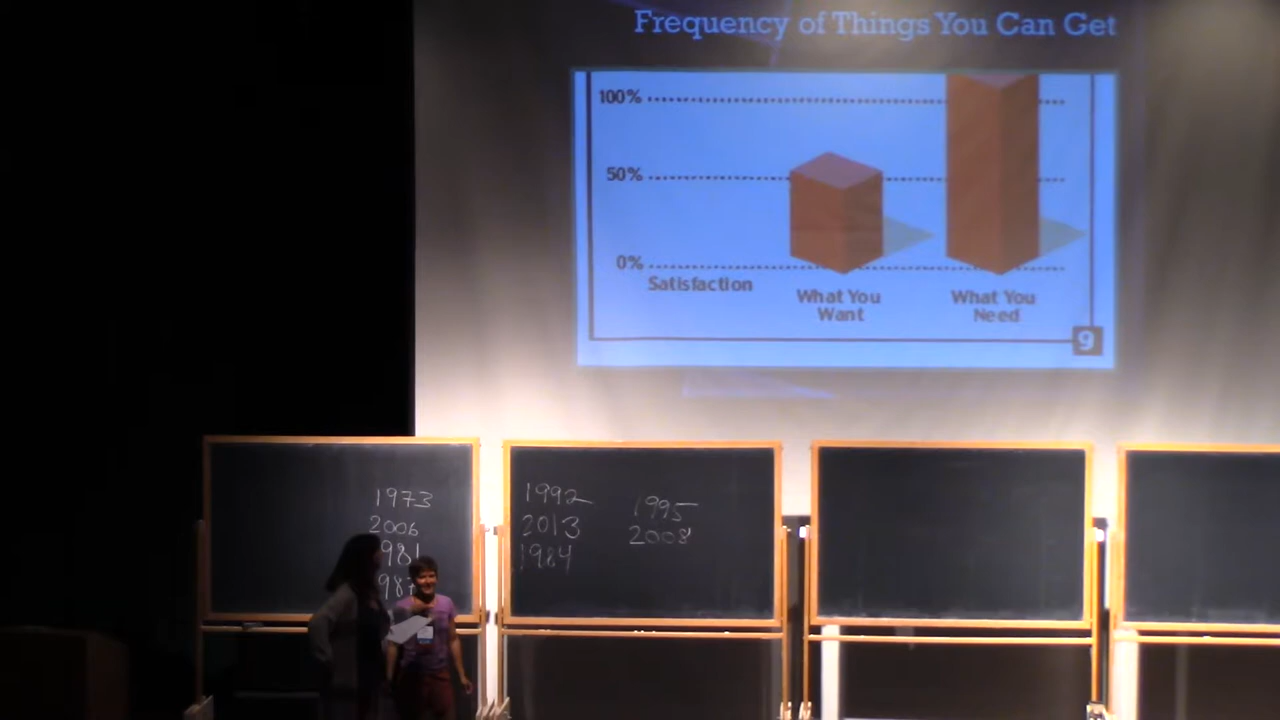 Frequency of Things You Can Get
100%
50%
0%
Satisfaction
What You
Want
What You
Need
9
1973
2006
981
1992
2013
1984
1995
2008